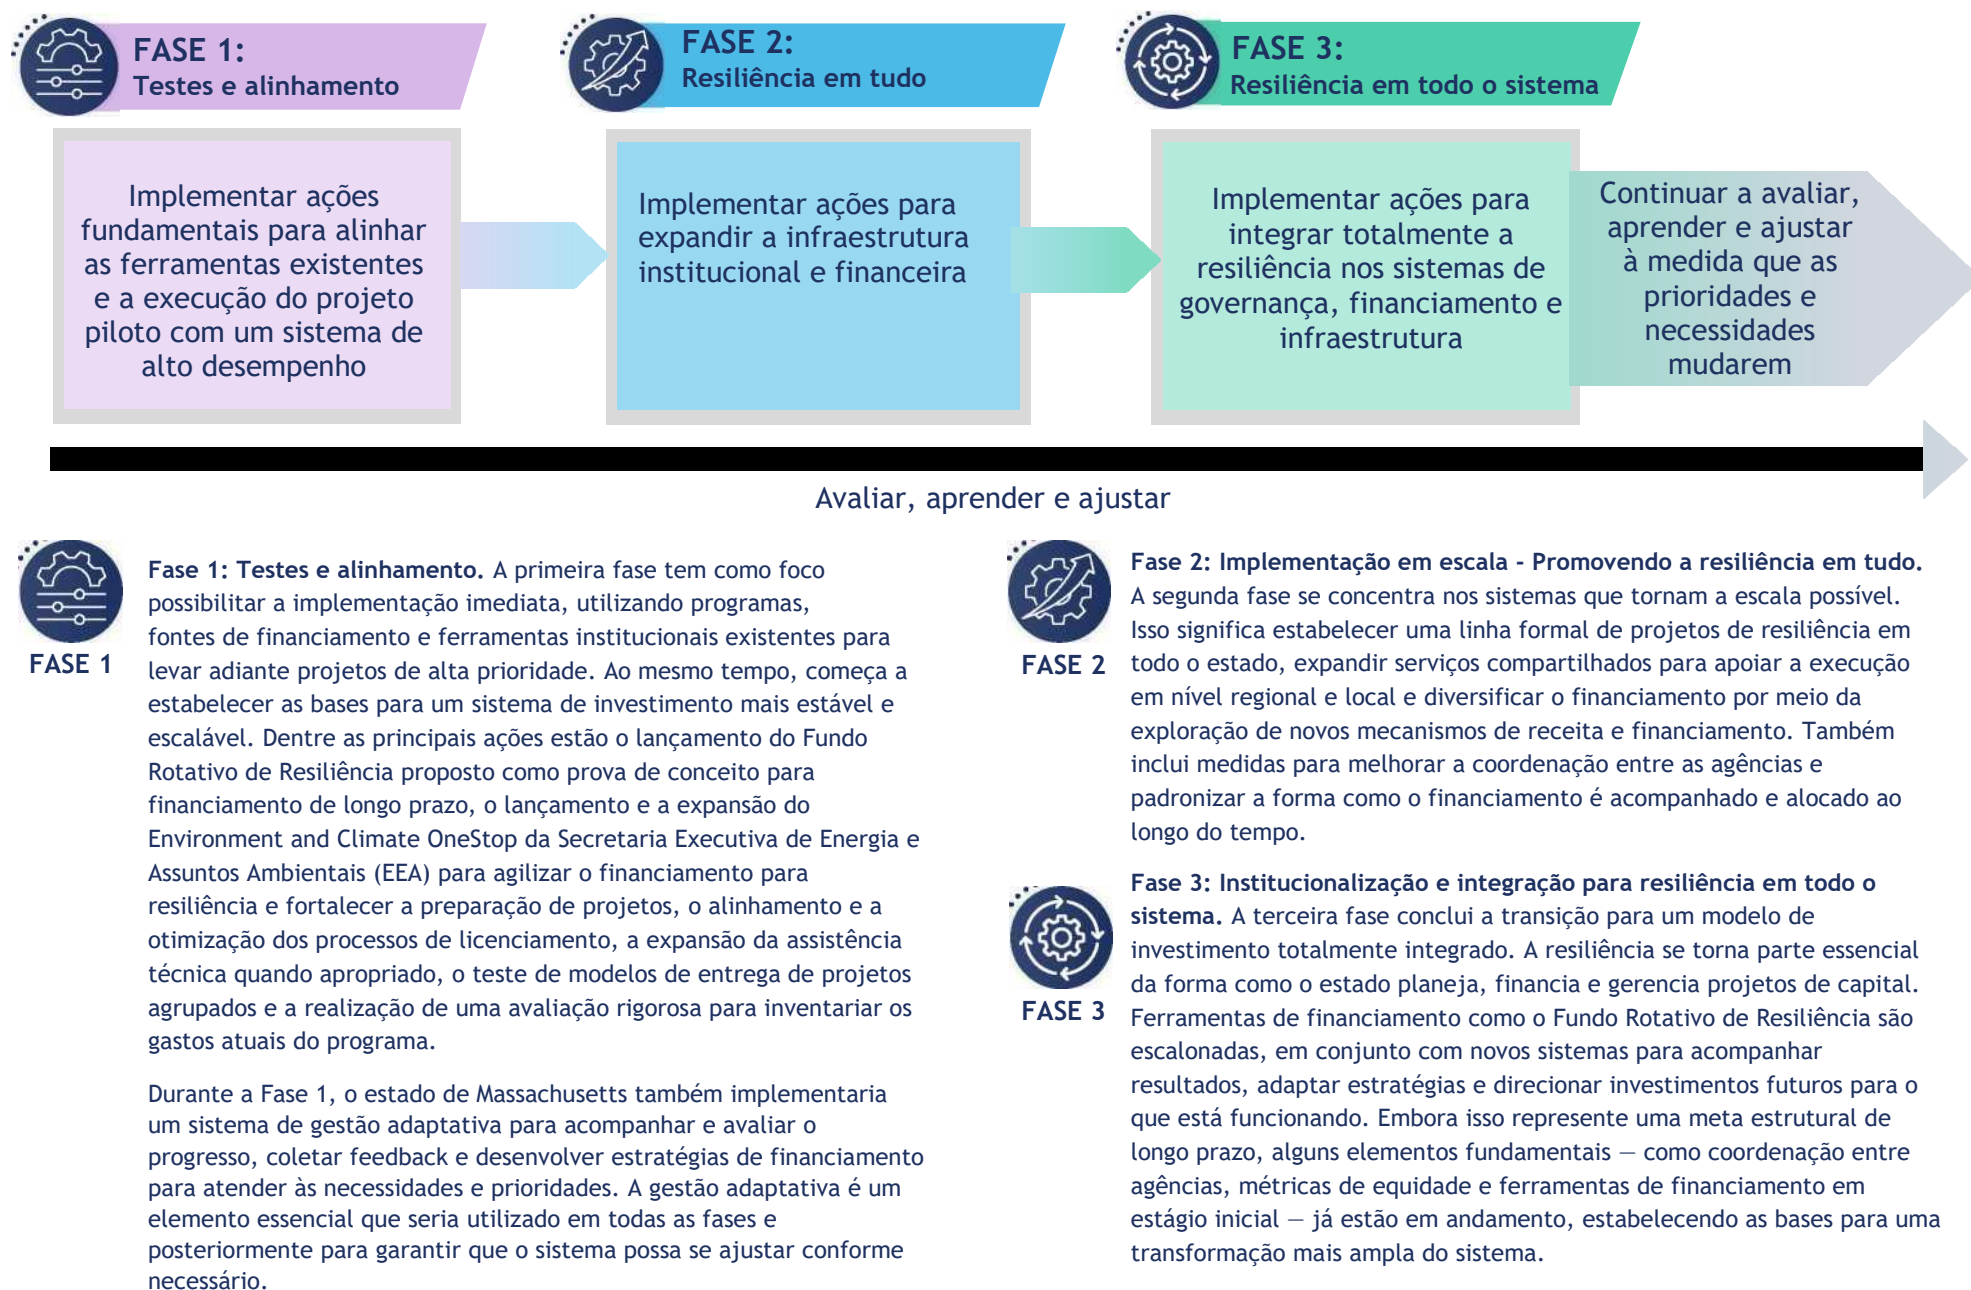 FASE 1:
Testes e alinhamento
FASE 2:
Resiliência em tudo
FASE 3:
Resiliência em todo o sistema
Implementar ações
fundamentais para alinhar
as ferramentas existentes
e a execução do projeto
piloto com um sistema de
alto desempenho
Implementar ações para
expandir a infraestrutura
institucional e financeira
Implementar ações para
integrar totalmente a
resiliência nos sistemas de
governança, financiamento e
infraestrutura
Continuar a avaliar,
aprender e ajustar
à medida que as
prioridades e
necessidades
mudarem
Avaliar, aprender e ajustar
FASE 1
Fase 1: Testes e alinhamento. A primeira fase tem como foco
possibilitar a implementação imediata, utilizando programas,
fontes de financiamento e ferramentas institucionais existentes para
levar adiante projetos de alta prioridade. Ao mesmo tempo, começa a
estabelecer as bases para um sistema de investimento mais estável e
escalável. Dentre as principais ações estão o lançamento do Fundo
Rotativo de Resiliência proposto como prova de conceito para
financiamento de longo prazo, o lançamento e a expansão do
Environment and Climate OneStop da Secretaria Executiva de Energia e
Assuntos Ambientais (EEA) para agilizar o financiamento para
resiliência e fortalecer a preparação de projetos, o alinhamento e a
otimização dos processos de licenciamento, a expansão da assistência
técnica quando apropriado, o teste de modelos de entrega de projetos
agrupados e a realização de uma avaliação rigorosa para inventariar os
gastos atuais do programa.
Durante a Fase 1, o estado de Massachusetts também implementaria
um sistema de gestão adaptativa para acompanhar e avaliar o
progresso, coletar feedback e desenvolver estratégias de financiamento
para atender às necessidades e prioridades. A gestão adaptativa é um
elemento essencial que seria utilizado em todas as fases e
posteriormente para garantir que o sistema possa se ajustar conforme
necessário.
FASE 2
Fase 2: Implementação em escala - Promovendo a resiliência em tudo.
A segunda fase se concentra nos sistemas que tornam a escala possível.
Isso significa estabelecer uma linha formal de projetos de resiliência em
todo o estado, expandir serviços compartilhados para apoiar a execução
em nível regional e local e diversificar o financiamento por meio da
exploração de novos mecanismos de receita e financiamento. Também
inclui medidas para melhorar a coordenação entre as agências e
padronizar a forma como o financiamento é acompanhado e alocado ao
longo do tempo.
FASE 3
Fase 3: Institucionalização e integração para resiliência em todo o
sistema. A terceira fase conclui a transição para um modelo de
investimento totalmente integrado. A resiliência se torna parte essencial
da forma como o estado planeja, financia e gerencia projetos de capital.
Ferramentas de financiamento como o Fundo Rotativo de Resiliência são
escalonadas, em conjunto com novos sistemas para acompanhar
resultados, adaptar estratégias e direcionar investimentos futuros para o
que está funcionando. Embora isso represente uma meta estrutural de
longo prazo, alguns elementos fundamentais — como coordenação entre
agências, métricas de equidade e ferramentas de financiamento em
estágio inicial — já estão em andamento, estabelecendo as bases para uma
transformação mais ampla do sistema.